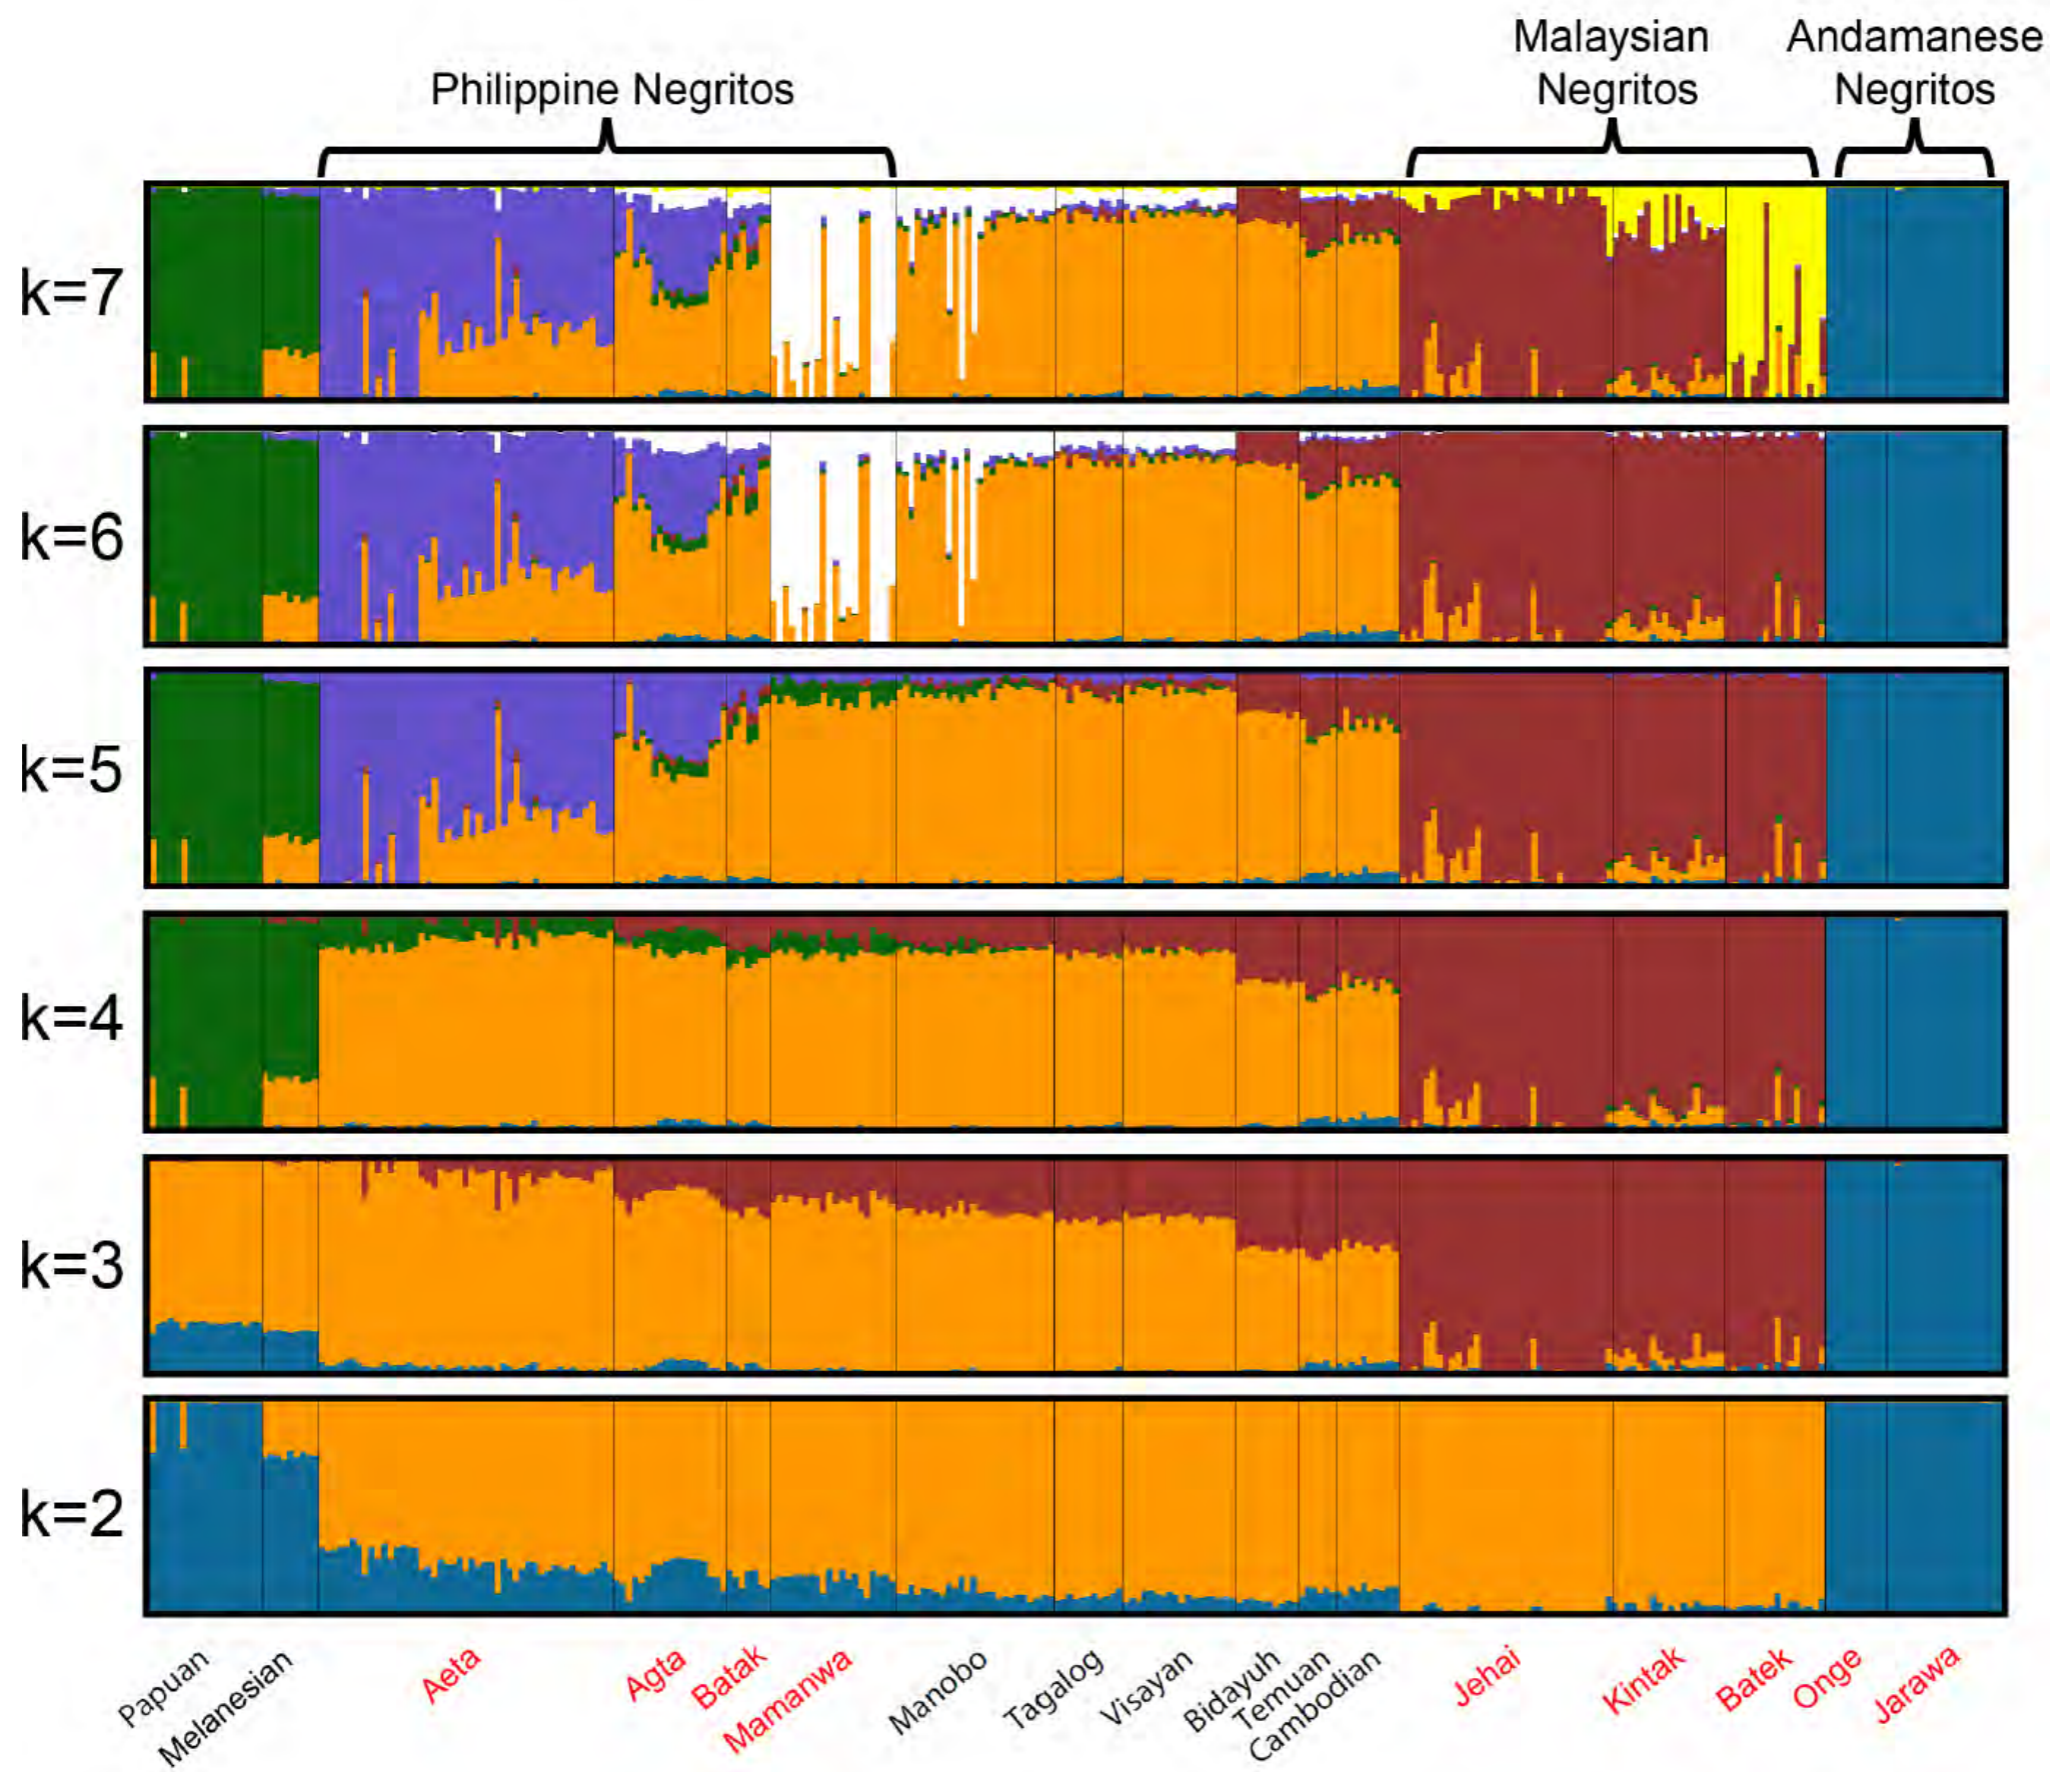 Malaysian
Negritos
Andamanese
Negritos
Philippine Negritos
k=7
k=6
k=5
k=4
k=3
k=2
Papuan
Melanesian
Aeta
Agta
Batak
Mamanwa
Manobo
Tagalog
Visayan
Bidayuh
Temuan
Cambodian
Jehai
Kintak
Batek
Onge
Jarawa